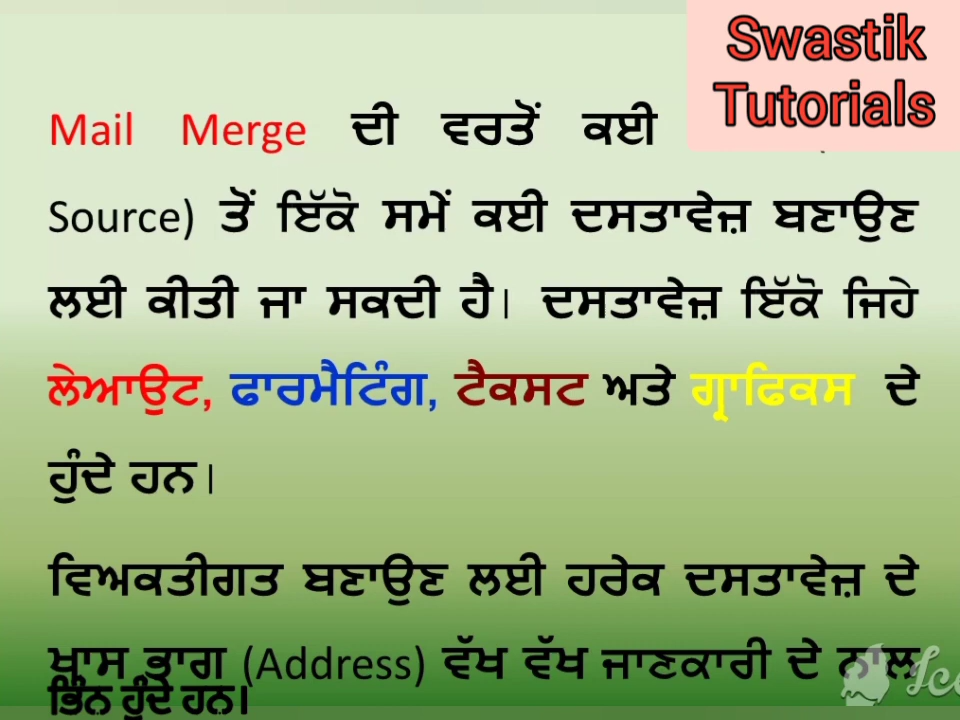 Swastik
Tutorials
Mail Merge ਦੀ ਵਰਤੋਂ ਕਈ
Source) ਤੋਂ ਇੱਕੋ ਸਮੇਂ ਕਈ ਦਸਤਾਵੇਜ਼ ਬਣਾਉਣ
ਲਈ ਕੀਤੀ ਜਾ ਸਕਦੀ ਹੈ। ਦਸਤਾਵੇਜ਼ ਇੱਕੋ ਜਿਹੇ
ਲੇਆਉਟ, ਫਾਰਮੈਟਿੰਗ, ਟੈਕਸਟ ਅਤੇ ਗ੍ਰਾਫਿਕਸ ਦੇ
ਹੁੰਦੇ ਹਨ।
ਵਿਅਕਤੀਗਤ ਬਣਾਉਣ ਲਈ ਹਰੇਕ ਦਸਤਾਵੇਜ਼ ਦੇ
ਖ਼ਾਸ ਭਾਗ (Address) ਵੱਖ ਵੱਖ ਜਾਣਕਾਰੀ ਦੇ ਨਾਲ
ਭਿੰਨ ਹੁੰਦੇ ਹਨ।